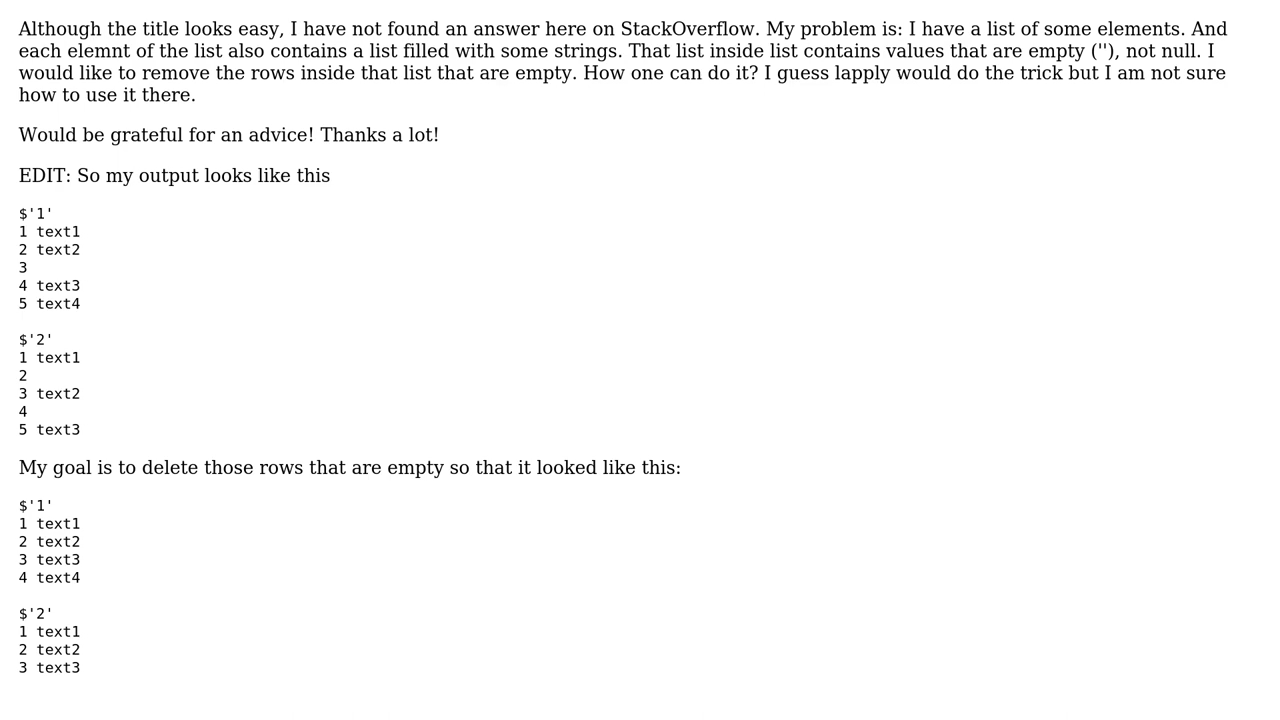 Although the title looks easy, I have not found an answer here on StackOverflow. My problem is: I have a list of some elements. And
each elemnt of the list also contains a list filled with some strings. That list inside list contains values that are empty (''), not null. I
would like to remove the rows inside that list that are empty. How one can do it? I guess lapply would do the trick but I am not sure
how to use it there.
Would be grateful for an advice! Thanks a lot!
EDIT: So my output looks like this
$'1'
1 text1
2 text2
3
4 text3
5 text4
$'2'
1 text1
2
3 text2
4
5 text3
My goal is to delete those rows that are empty so that it looked like this:
$'1'
1 text1
2 text2
3 text3
4 text4
$'2'
1 text1
2 text2
3 text3